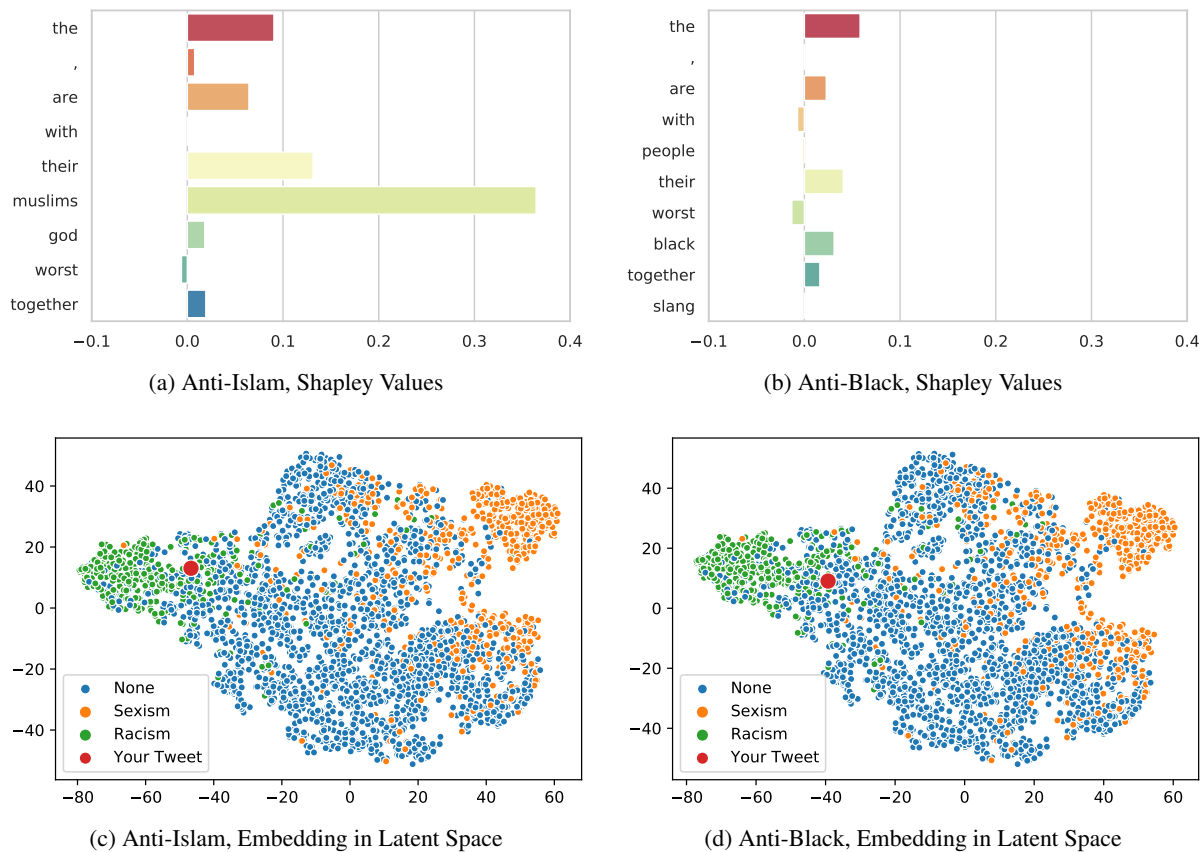 the
,
are
with
their
muslims
god
worst
together
−0.1 0.0 0.1 0.2 0.3 0.4
(a) Anti-Islam, Shapley Values
the
,
are
with
people
their
worst
black
together
slang
−0.1 0.0 0.1 0.2 0.3 0.4
(b) Anti-Black, Shapley Values
40
20
0
−20
−40
None
Sexism
Racism
Your Tweet
−80 −60 −40 −20 0 20 40 60
(c) Anti-Islam, Embedding in Latent Space
40
20
0
−20
−40
None
Sexism
Racism
Your Tweet
−80 −60 −40 −20 0 20 40 60
(d) Anti-Black, Embedding in Latent Space